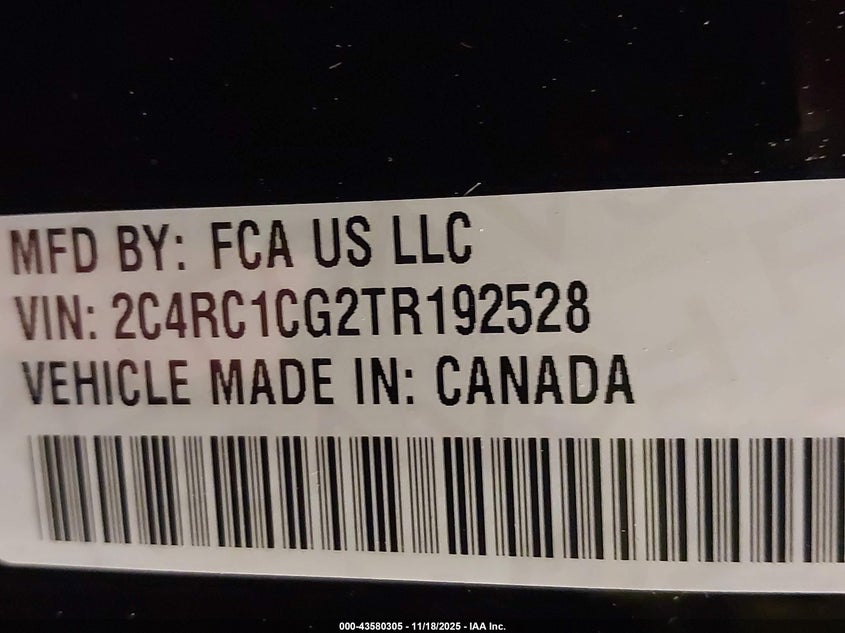 MFD BY: FCA US LLC
VIN: 2C4RC1CG2TR192528
VEHICLE MADE IN: CANADA
000-43580305 - 11/18/2025 - IAA Inc.